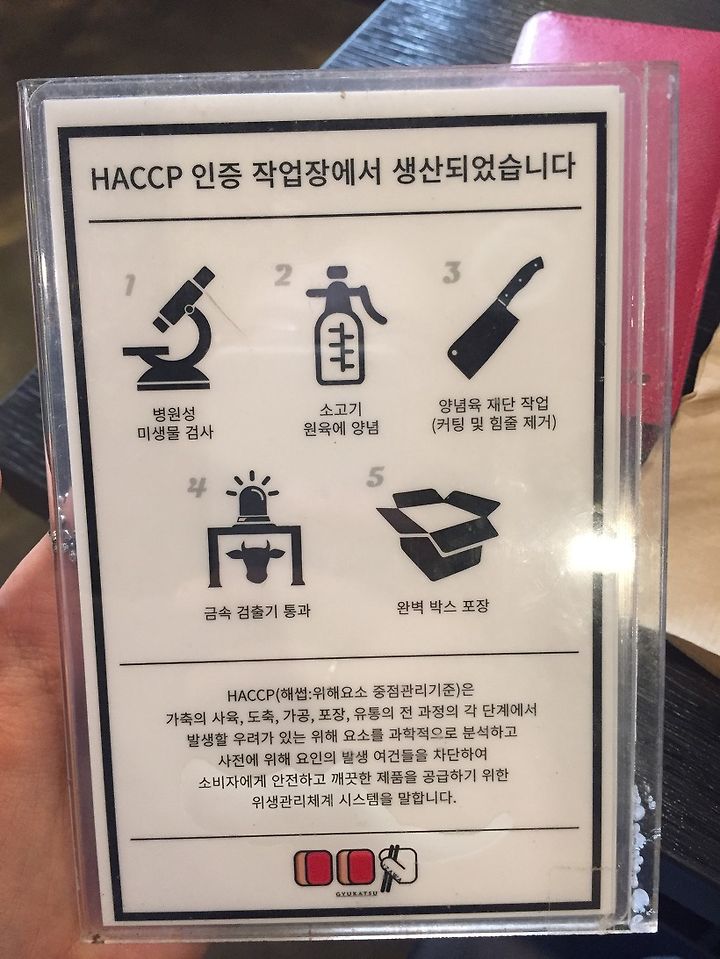 HACCP 인증 작업장에서 생산되었습니다
1
병원성
미생물 검사
2
소고기
원육에 양념
3
양념육 재단 작업
(커팅 및 힘줄 제거)
4
금속 검출기 통과
5
완벽 박스 포장
HACCP(해썹:위해요소 중점관리기준)은
가축의 사육, 도축, 가공, 포장, 유통의 전 과정의 각 단계에서
발생할 우려가 있는 위해 요소를 과학적으로 분석하고
사전에 위해 요인의 발생 여건들을 차단하여
소비자에게 안전하고 깨끗한 제품을 공급하기 위한
위생관리체계 시스템을 말합니다.
GYUKATSU